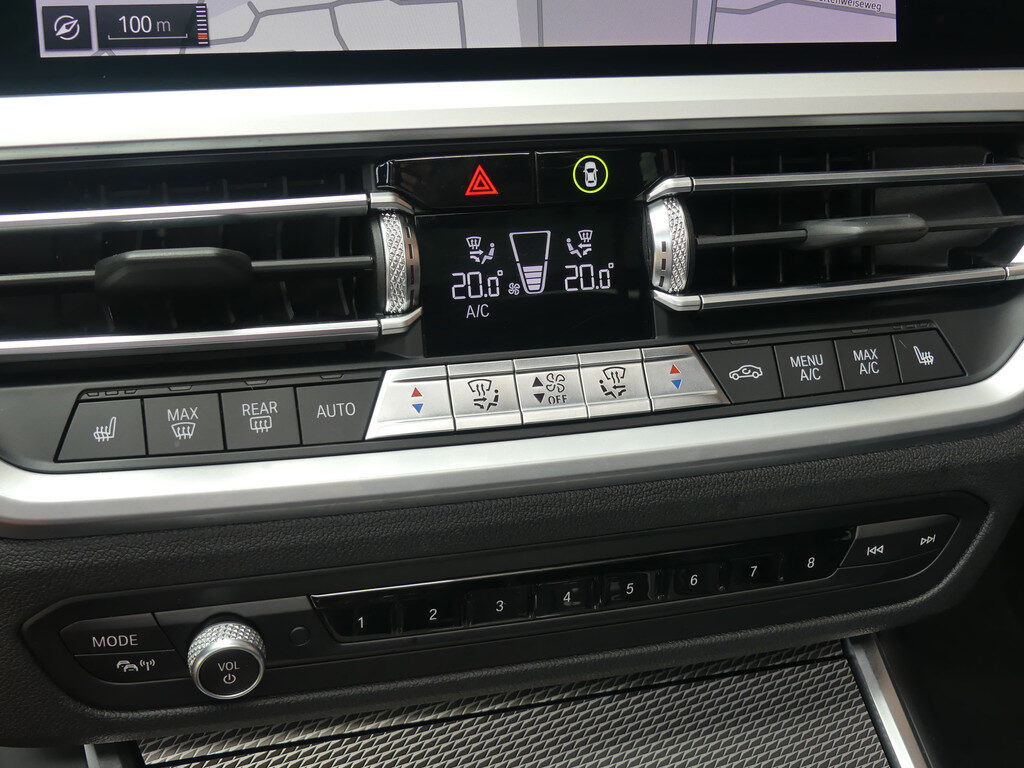 100 m
20.0° 20.0°
A/C
MAX
REAR
AUTO
OFF
MENU
A/C
MAX
A/C
1 2 3 4 5 6 7 8
MODE
VOL